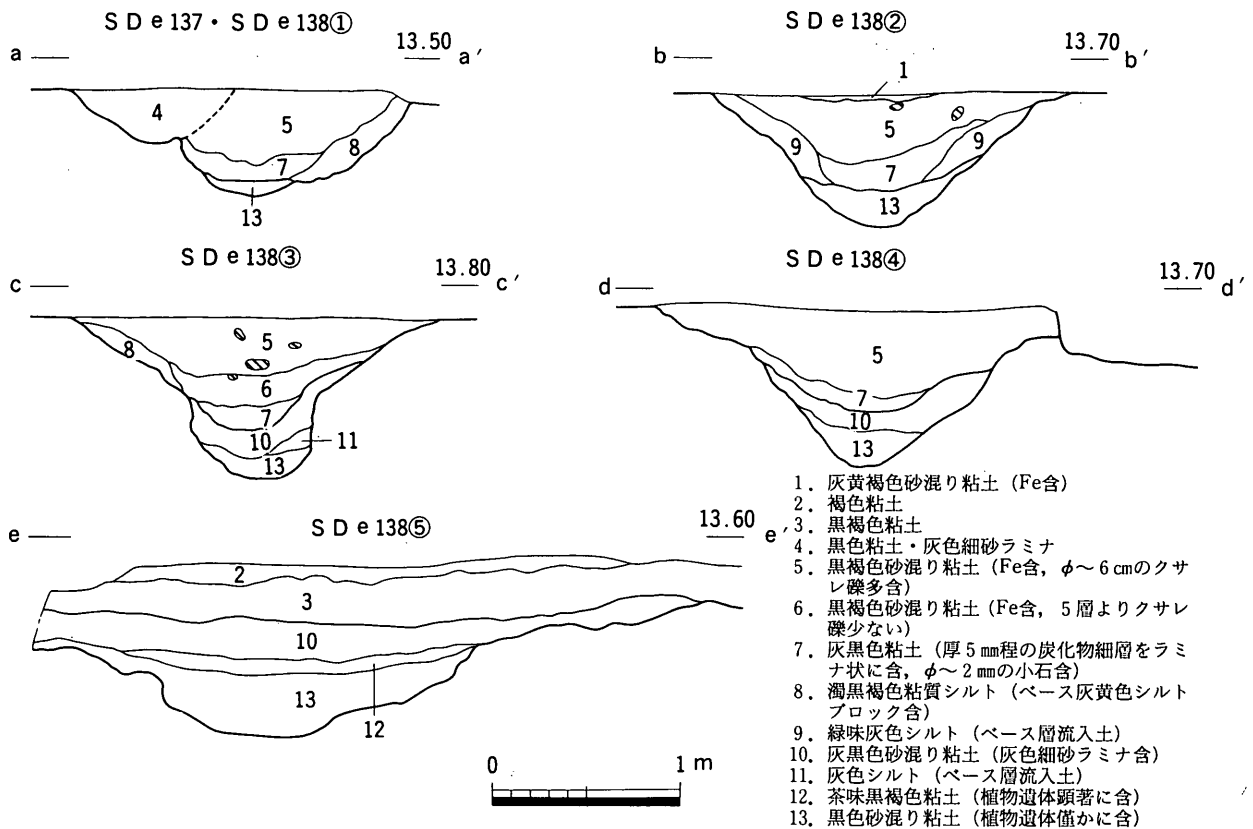 SDe137・SDe138①
a 13.50 a′
4
5
8
7
13
SDe138②
b 13.70 b′
1
5
9
9
7
13
SDe138③
c 13.80 c′
8
5
6
7
10
11
13
SDe138④
d 13.70 d′
5
7
10
13
SDe138⑤
e 13.60 e′
2
3
10
13
12
0 1m
1. 灰黄褐色砂混り粘土（Fe含）
2. 褐色粘土
3. 黒褐色粘土
4. 黒色粘土・灰色細砂ラミナ
5. 黒褐色砂混り粘土（Fe含，φ～6cmのクサ
レ礫多含）
6. 黒褐色砂混り粘土（Fe含，5層よりクサレ
礫少ない）
7. 灰黒色粘土（厚5mm程の炭化物細層をラミ
ナ状に含，φ～2mmの小石含）
8. 濁黒褐色粘質シルト（ベース灰黄色シルト
ブロック含）
9. 緑味灰色シルト（ベース層流入土）
10. 灰黒色砂混り粘土（灰色細砂ラミナ含）
11. 灰色シルト（ベース層流入土）
12. 茶味黒褐色粘土（植物遺体顕著に含）
13. 黒色砂混り粘土（植物遺体僅かに含）